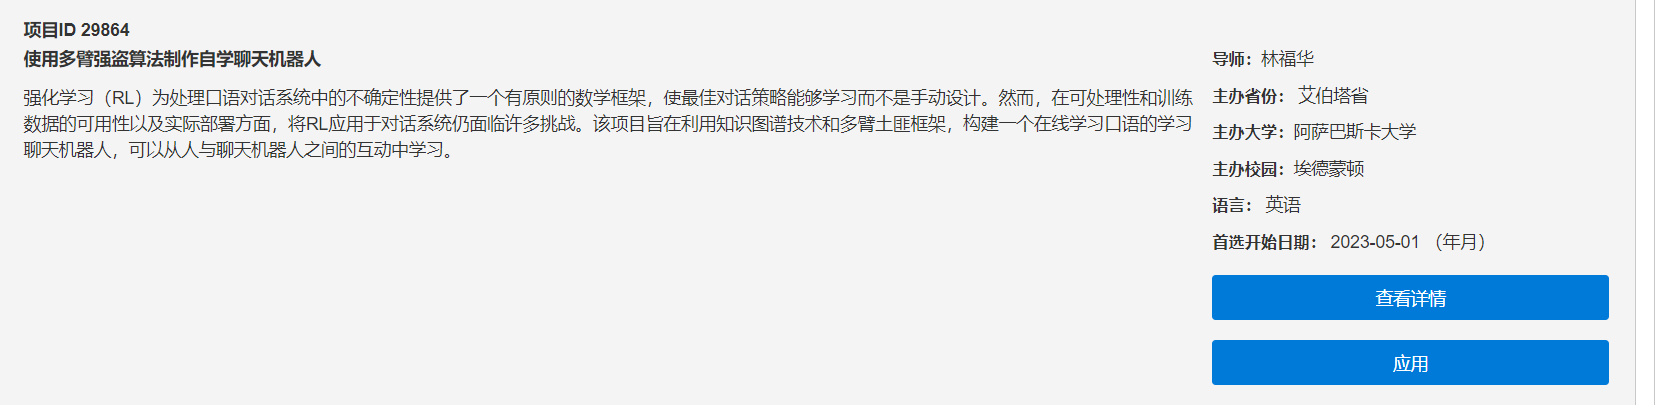 项目ID 29864
使用多臂强盗算法制作自学聊天机器人
强化学习（RL）为处理口语对话系统中的不确定性提供了一个有原则的数学框架，使最佳对话策略能够学习而不是手动设计。然而，在可处理性和训练
数据的可用性以及实际部署方面，将RL应用于对话系统仍面临许多挑战。该项目旨在利用知识图谱技术和多臂土匪框架，构建一个在线学习口语的学习
聊天机器人，可以从人与聊天机器人之间的互动中学习。
导师：林福华
主办省份： 艾伯塔省
主办大学：阿萨巴斯卡大学
主办校园：埃德蒙顿
语言： 英语
首选开始日期： 2023-05-01 （年月）
查看详情
应用